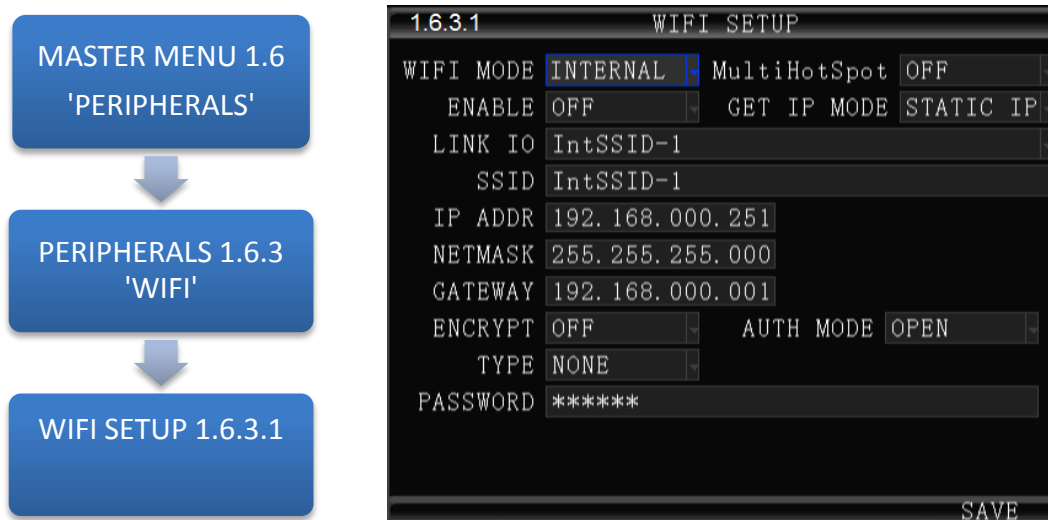 MASTER MENU 1.6
'PERIPHERALS'
PERIPHERALS 1.6.3
'WIFI'
WIFI SETUP 1.6.3.1
1.6.3.1 WIFI SETUP
WIFI MODE INTERNAL MultiHotSpot OFF
ENABLE OFF GET IP MODE STATIC IP
LINK IO IntSSID-1
SSID IntSSID-1
IP ADDR 192.168.000.251
NETMASK 255.255.255.000
GATEWAY 192.168.000.001
ENCRYPT OFF AUTH MODE OPEN
TYPE NONE
PASSWORD ******
SAVE